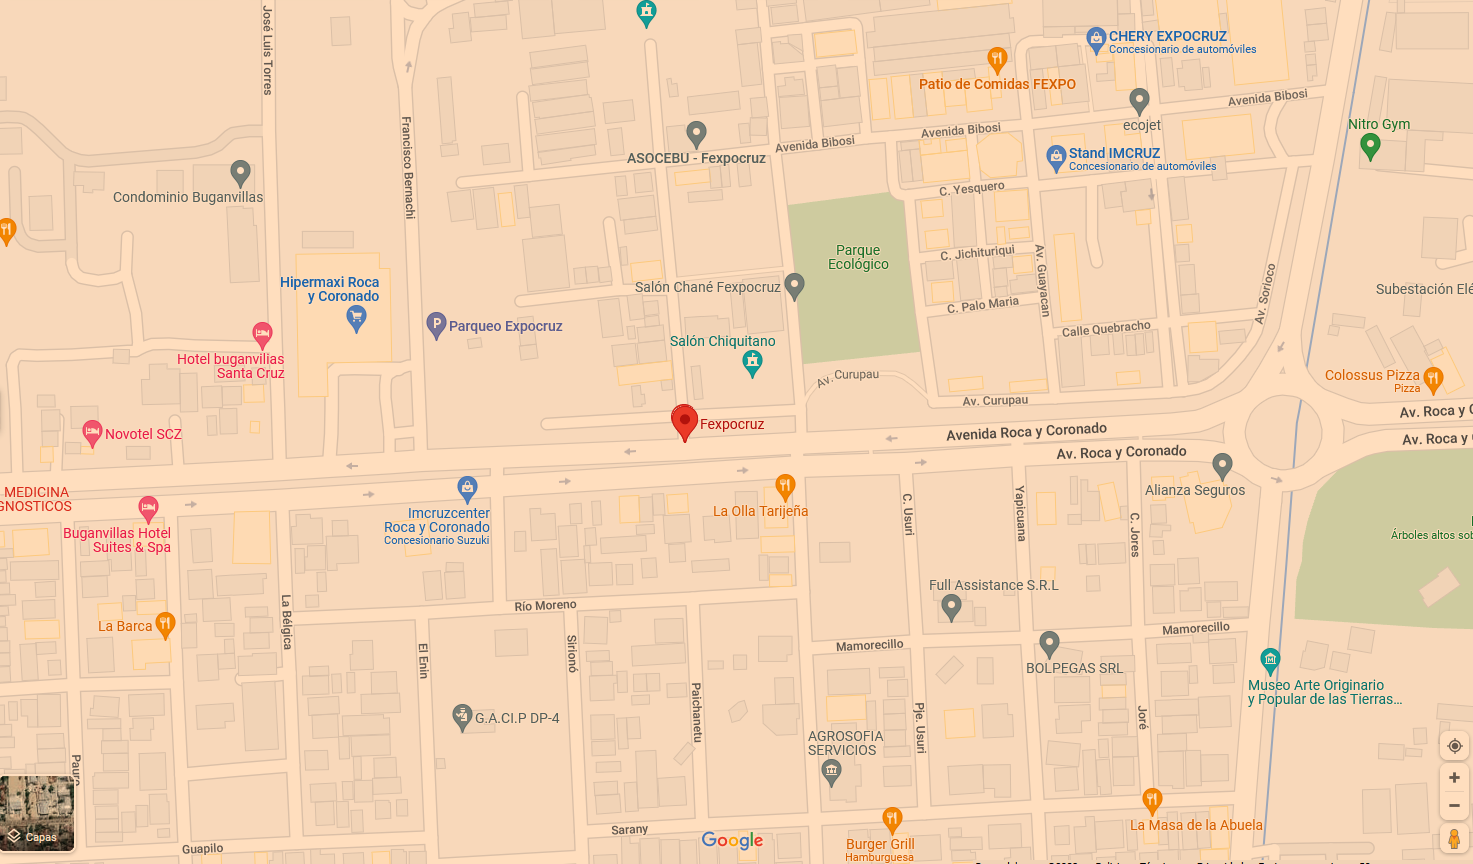 José Luis Torres
CHERY EXPOCRUZ
Concesionario de automóviles
Patio de Comidas FEXPO
Avenida Bibosi
ecojet
Nitro Gym
Francisco Bernachi
Avenida Bibosi
Avenida Bibosi
ASOCEBU - Fexpocruz
Stand IMCRUZ
Concesionario de automóviles
Condominio Buganvillas
C. Yesquero
Parque
Ecológico
C. Jichituriqui
Av. Guayacan
Av. Sorioco
Hipermaxi Roca
y Coronado
Salón Chané Fexpocruz
Subestación Elé
C. Palo Maria
Parqueo Expocruz
Calle Quebracho
Salón Chiquitano
Hotel buganvillas
Santa Cruz
Av. Curupau
Colossus Pizza
Pizza
Av. Curupau
Av. Roca y C
Fexpocruz
Novotel SCZ
Avenida Roca y Coronado
Av. Roca y
Av. Roca y Coronado
MEDICINA
GNOSTICOS
Alianza Seguros
Imcruzcenter
Roca y Coronado
Concesionario Suzuki
La Olla Tarijeña
C. Usuri
Yapicuana
C. Jores
Buganvillas Hotel
Suites & Spa
Árboles altos sob
Full Assistance S.R.L
Río Moreno
La Bélgica
La Barca
Mamorecillo
Mamorecillo
El Enin
Sirionó
BOLPEGAS SRL
Museo Arte Originario
y Popular de las Tierras...
Paichanetu
G.A.CI.P DP-4
Pje. Usuri
Joré
AGROSOFIA
SERVICIOS
Pauro
Capas
La Masa de la Abuela
Sarany
Google
Guapilo
Burger Grill
Hamburguesa